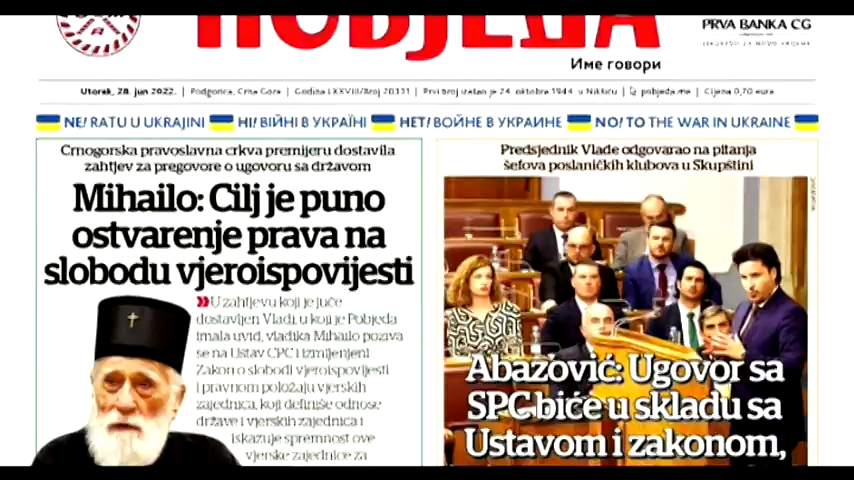 ПОБЈЕДА
PRVA BANKA CG
Име говори
Utorak, 28. jun 2022. | Podgorica, Crna Gora | Godina LXXVIII/Broj 20131 | Prvi broj izašao je 24. oktobra 1944. u Nikšiću | pobjeda.me | Cijena 0,70 eura
NE! RATU U UKRAJINI НІ! ВІЙНІ В УКРАЇНІ НЕТ! ВОЙНЕ В УКРАИНЕ NO! TO THE WAR IN UKRAINE
Crnogorska pravoslavna crkva premijeru dostavila
zahtjev za pregovore o ugovoru sa državom
Mihailo: Cilj je puno
ostvarenje prava na
slobodu vjeroispovijesti
U zahtjevu koji je juče
dostavljen Vladi, u koji je Pobjeda
imala uvid, vladika Mihailo poziva
se na Ustav CPC i izmijenjeni
Zakon o slobodi vjeroispovijesti
i pravnom položaju vjerskih
zajednica, koji definiše odnose
države i vjerskih zajednica i
iskazuje spremnost ove
vjerske zajednice za
Predsjednik Vlade odgovarao na pitanja
šefova poslaničkih klubova u Skupštini
Abazović: Ugovor sa
SPC biće u skladu sa
Ustavom i zakonom,